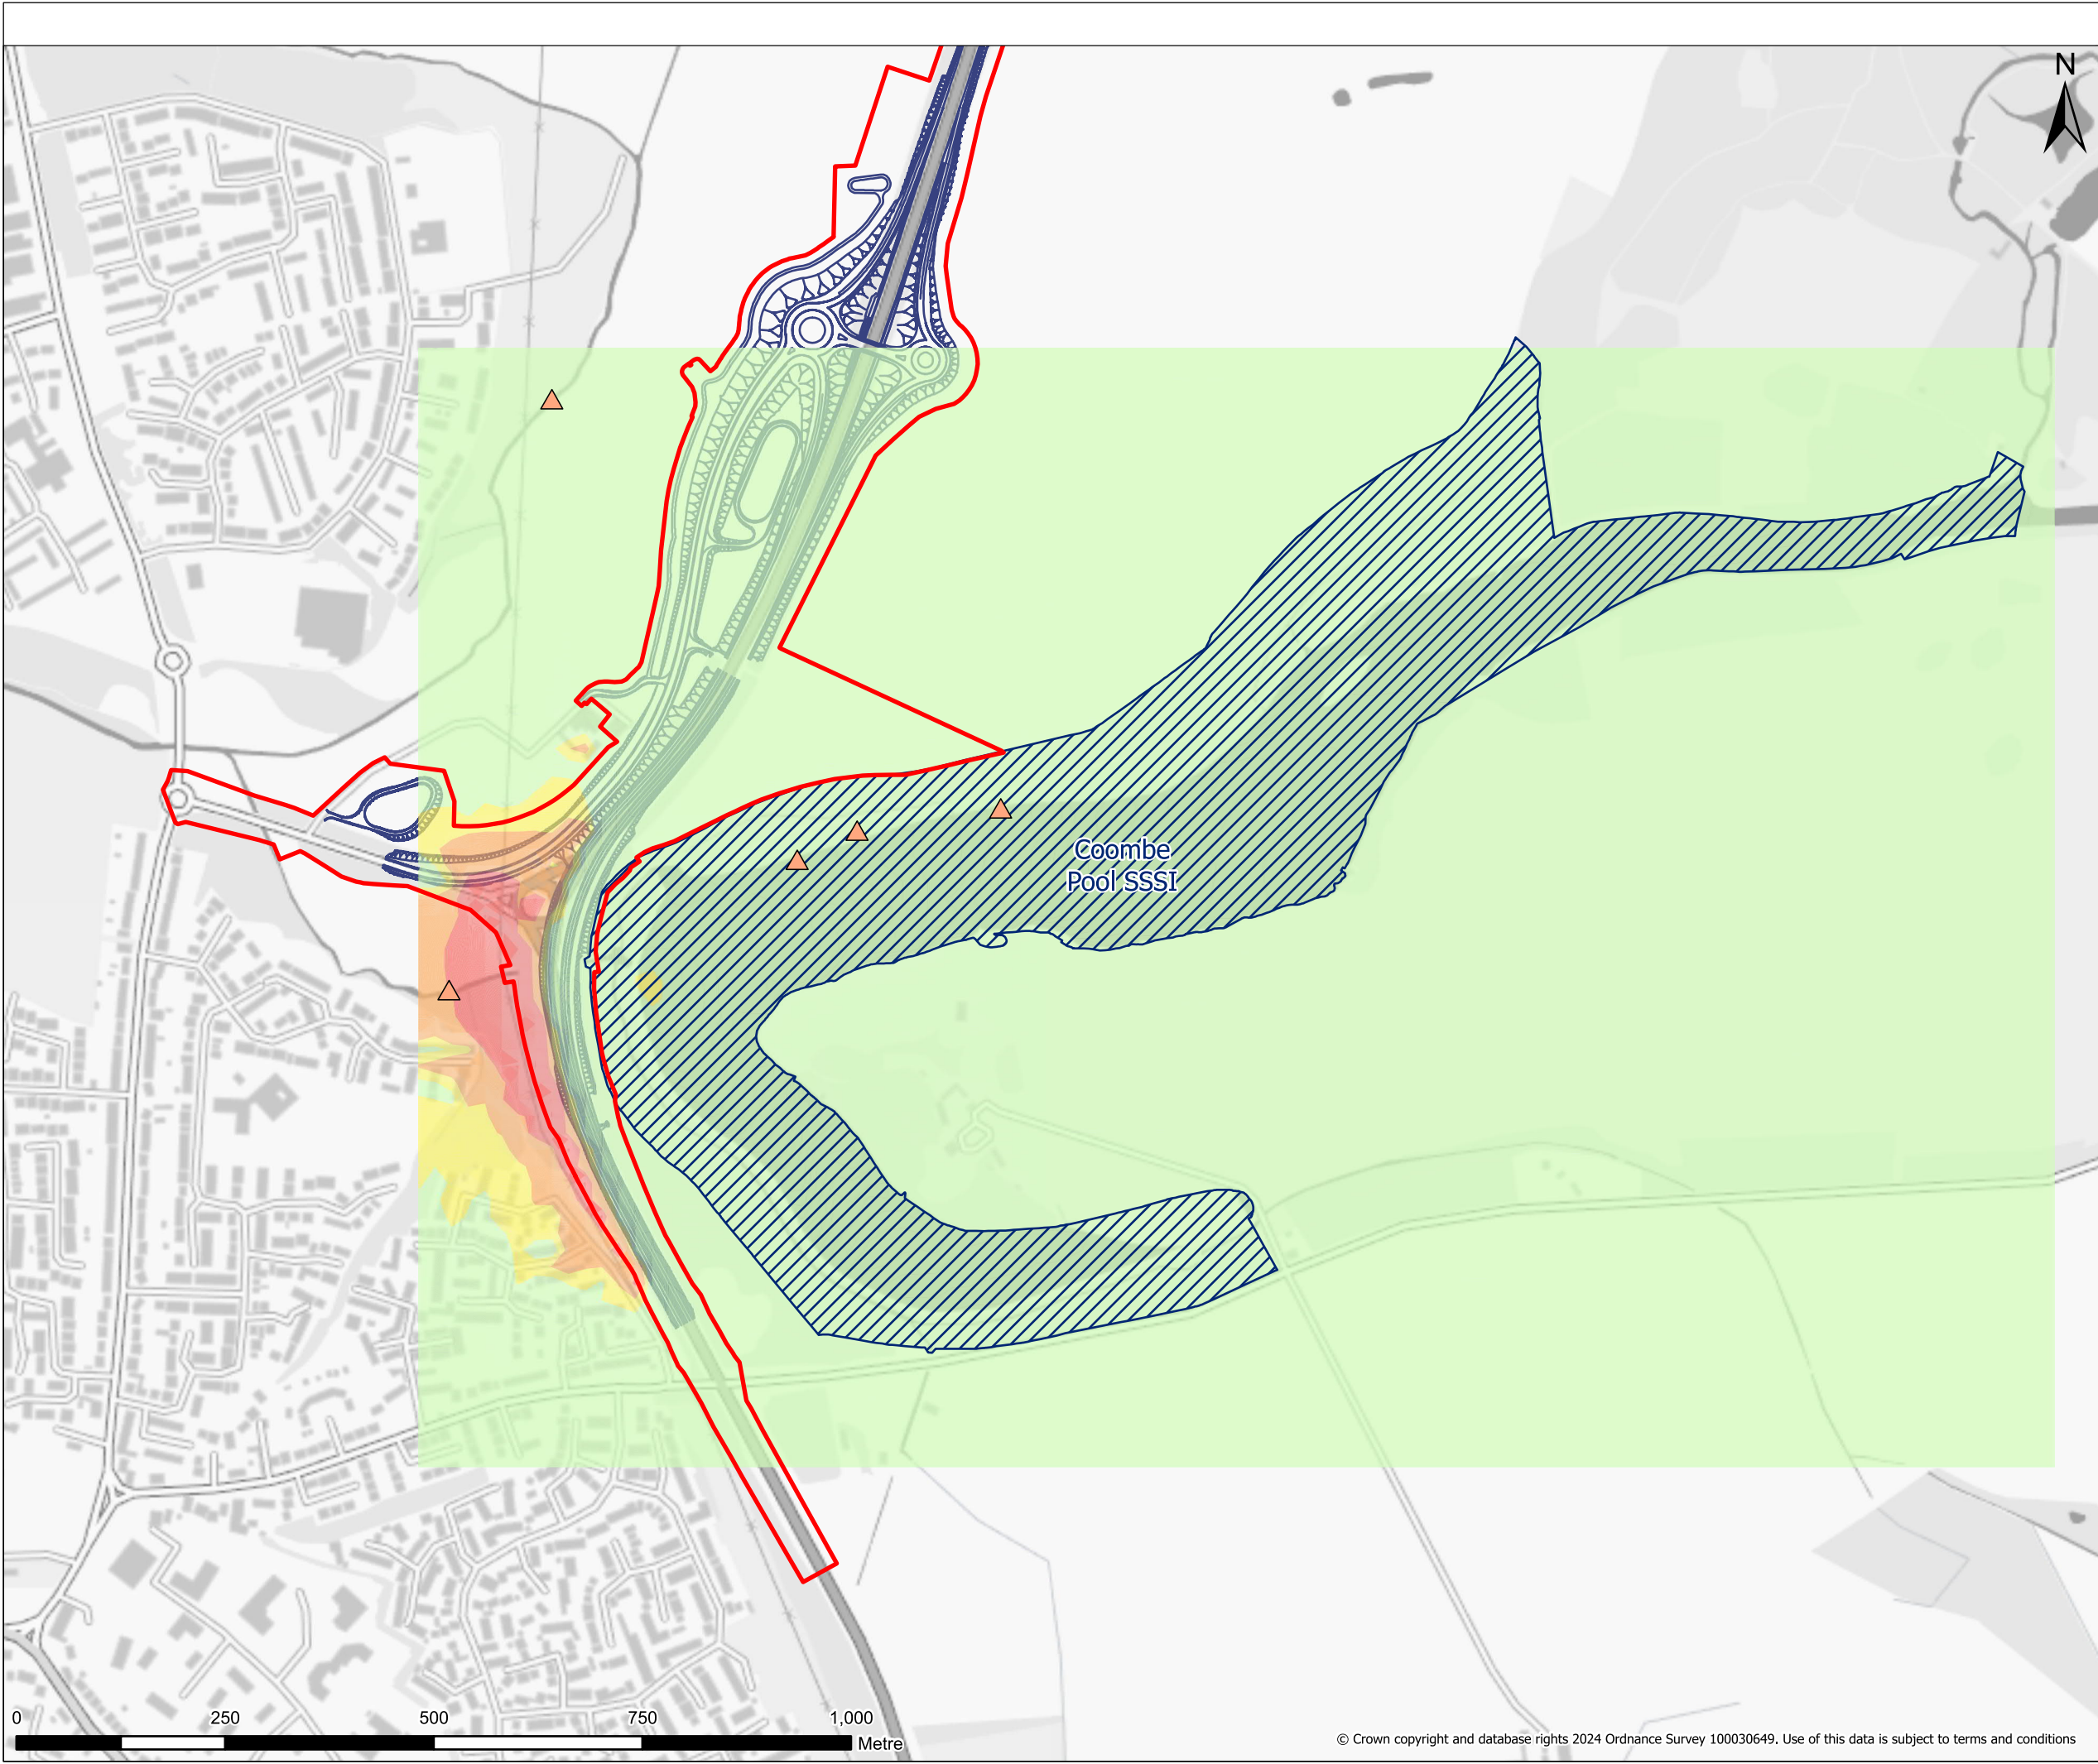 N
Coombe
Pool SSSI
0 250 500 750 1,000
Metre
© Crown copyright and database rights 2024 Ordnance Survey 100030649. Use of this data is subject to terms and conditions